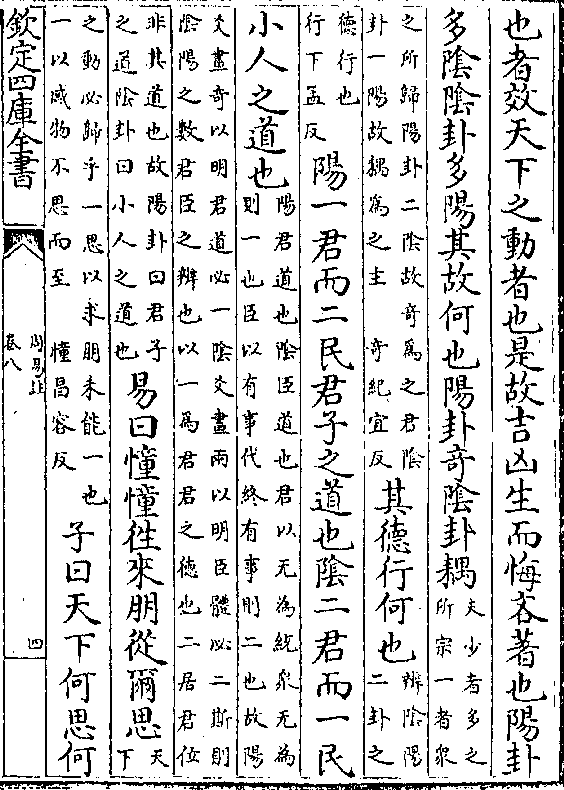 也者效天下之動者也是故吉凶生而悔吝著也陽卦
多陰陰卦多陽其故何也陽卦奇陰卦耦
夫少者多之
所宗一者衆
之所歸陽卦二陰故奇為之君陰
卦一陽故耦為之主 奇紀宜反
其德行何也
辨陰陽
二卦之
德行也
行下孟反
陽一君而二民君子之道也陰二君而一民
小人之道也
陽君道也陰臣道也君以无為統衆无為
則一也臣以有事代終有事則二也故陽
爻畫奇以明君道必一陰爻畫兩以明臣體必二斯則
陰陽之數君臣之辨也以一為君君之德也二居君位
非其道也故陽卦曰君子
之道陰卦曰小人之道也
易曰憧憧往來朋從爾思
天
下
之動必歸乎一思以求朋未能一也
一以感物不思而至 憧昌容反
子曰天下何思何
欽定四庫全書
周易註
卷八
四